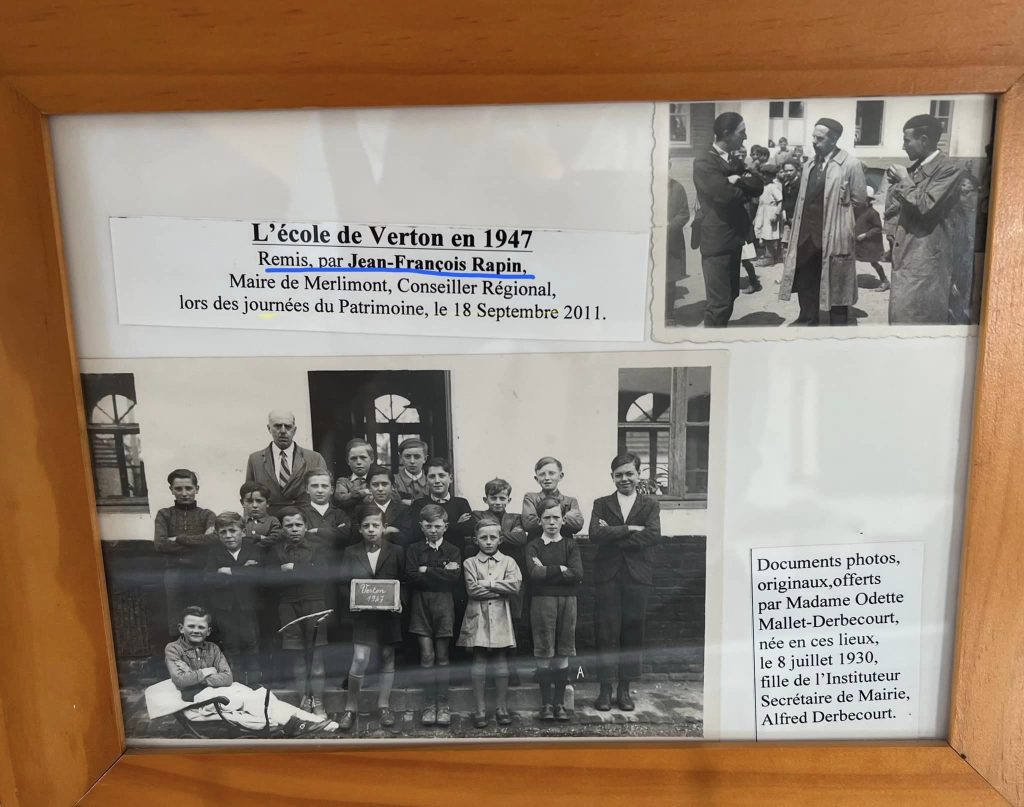 L'école de Verton en 1947
Remis, par Jean-François Rapin,
Maire de Merlimont, Conseiller Régional,
lors des journées du Patrimoine, le 18 Septembre 2011.
Verton
1947
A
Documents photos,
originaux,offerts
par Madame Odette
Mallet-Derbecourt,
née en ces lieux,
le 8 juillet 1930,
fille de l'Instituteur
Secrétaire de Mairie,
Alfred Derbecourt.